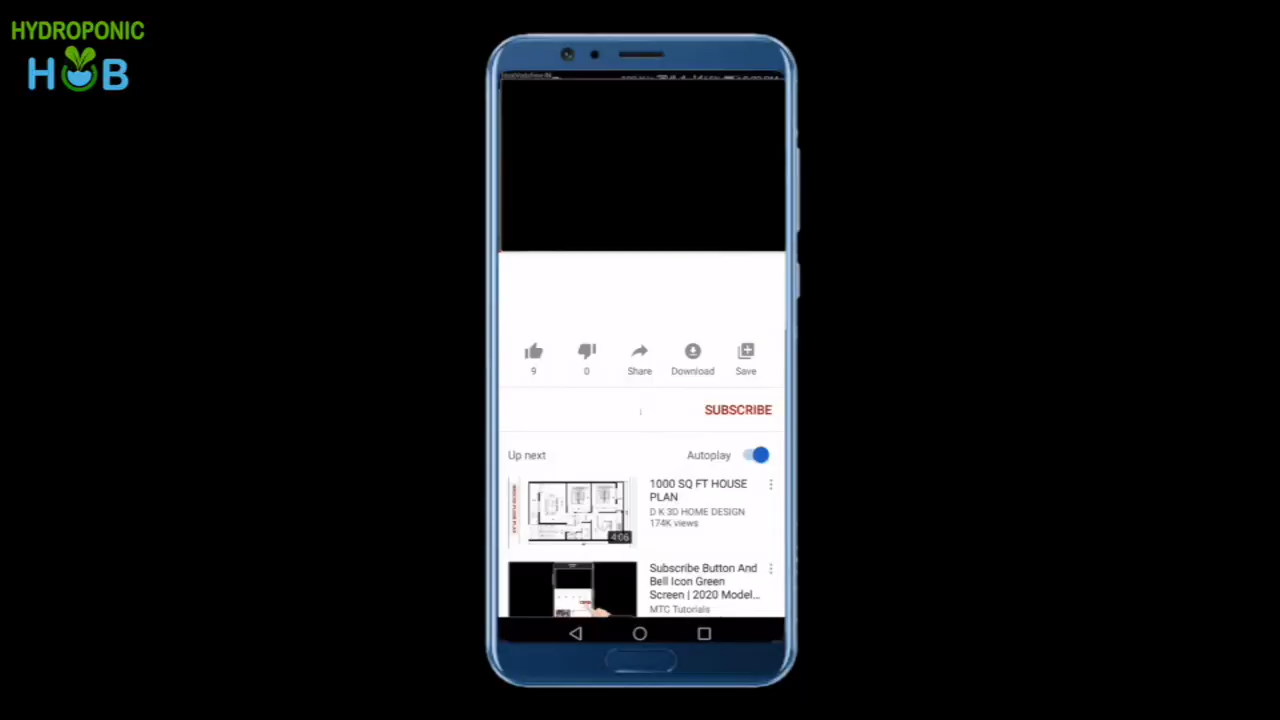 HYDROPONIC
HUB
9
0
Share
Download
Save
SUBSCRIBE
Up next
Autoplay
1000 SQ FT HOUSE
PLAN
D K 3D HOME DESIGN
174K views
4:06
Subscribe Button And
Bell Icon Green
Screen | 2020 Model...
MTC Tutorials